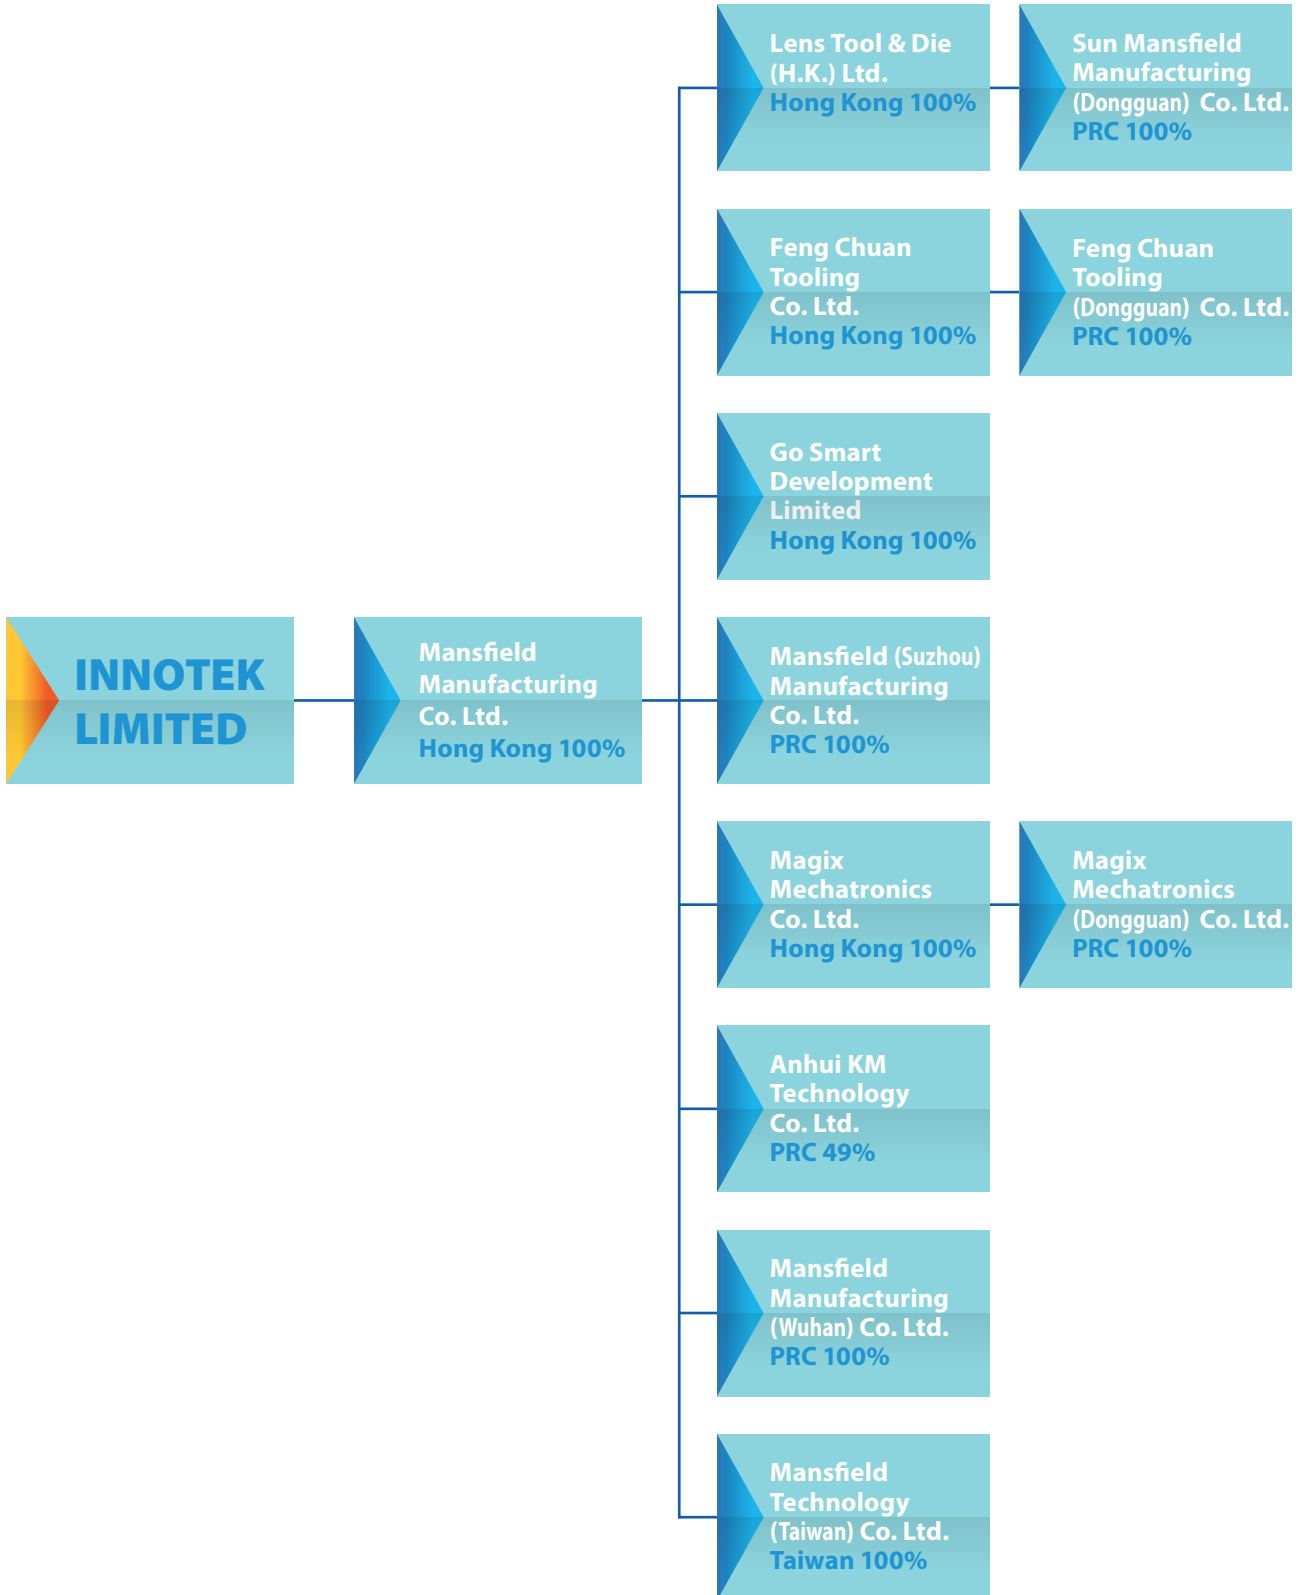 INNOTEK
LIMITED
Mansfield
Manufacturing
Co. Ltd.
Hong Kong 100%
Lens Tool & Die
(H.K.) Ltd.
Hong Kong 100%
Sun Mansfield
Manufacturing
(Dongguan) Co. Ltd.
PRC 100%
Feng Chuan
Tooling
Co. Ltd.
Hong Kong 100%
Feng Chuan
Tooling
(Dongguan) Co. Ltd.
PRC 100%
Go Smart
Development
Limited
Hong Kong 100%
Mansfield (Suzhou)
Manufacturing
Co. Ltd.
PRC 100%
Magix
Mechatronics
Co. Ltd.
Hong Kong 100%
Magix
Mechatronics
(Dongguan) Co. Ltd.
PRC 100%
Anhui KM
Technology
Co. Ltd.
PRC 49%
Mansfield
Manufacturing
(Wuhan) Co. Ltd.
PRC 100%
Mansfield
Technology
(Taiwan) Co. Ltd.
Taiwan 100%